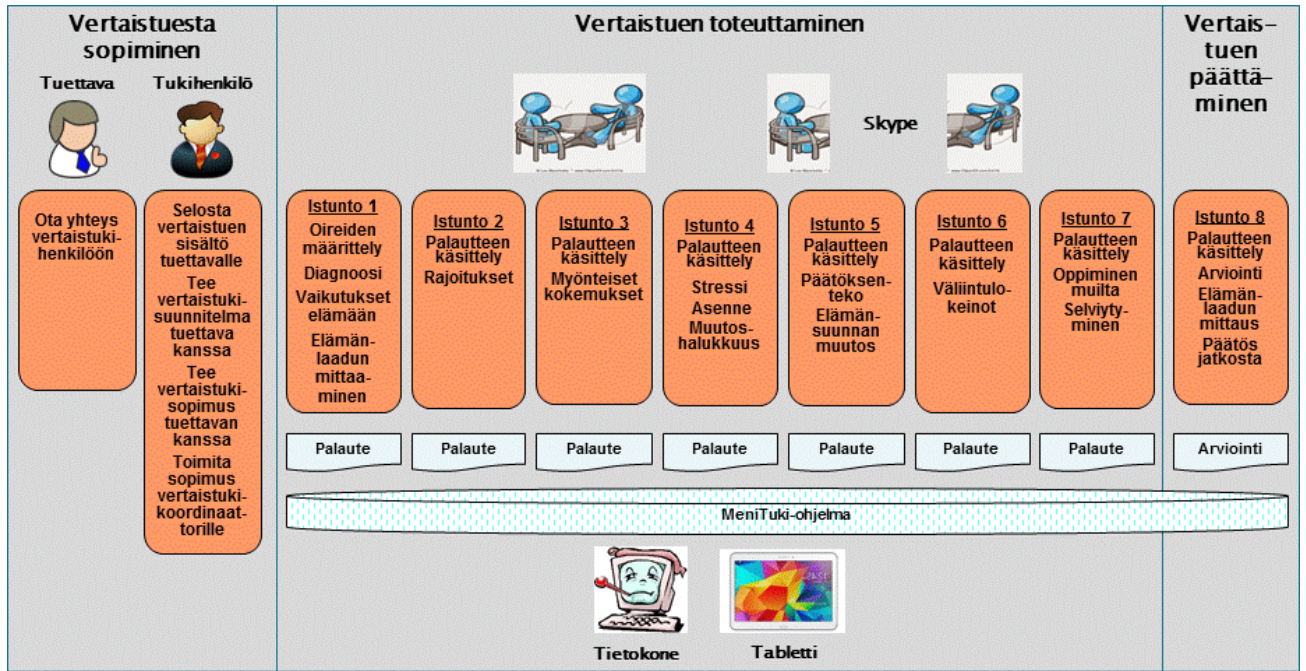 Vertaistuesta
sopiminen
Tuettava
Tukihenkilö
Ota yhteys
vertaistuki-
henkilöön
Selosta
vertaistuen
sisältö
tuettavalle
Tee
vertaistuki-
suunnitelma
tuettava
kanssa
Tee
vertaistuki-
sopimus
tuettavan
kanssa
Toimita
sopimus
vertaistuki-
koordinaat-
torille
Vertaistuen toteuttaminen
Skype
Istunto 1
Oireiden
määrittely
Diagnoosi
Vaikutukset
elämään
Elämän-
laadun
mittaa-
minen
Istunto 2
Palautteen
käsittely
Rajoitukset
Istunto 3
Palautteen
käsittely
Myönteiset
kokemukset
Istunto 4
Palautteen
käsittely
Stressi
Asenne
Muutos-
halukkuus
Istunto 5
Palautteen
käsittely
Päätöksen-
teko
Elämän-
suunnan
muutos
Istunto 6
Palautteen
käsittely
Väliintulo-
keinot
Istunto 7
Palautteen
käsittely
Oppiminen
muilta
Selviyty-
minen
Vertais-
tuen
päättä-
minen
Istunto 8
Palautteen
käsittely
Arviointi
Elämän-
laadun
mittaus
Päätös
jatkosta
Palaute
Palaute
Palaute
Palaute
Palaute
Palaute
Palaute
Arviointi
MeniTuki-ohjelma
Tietokone
Tabletti